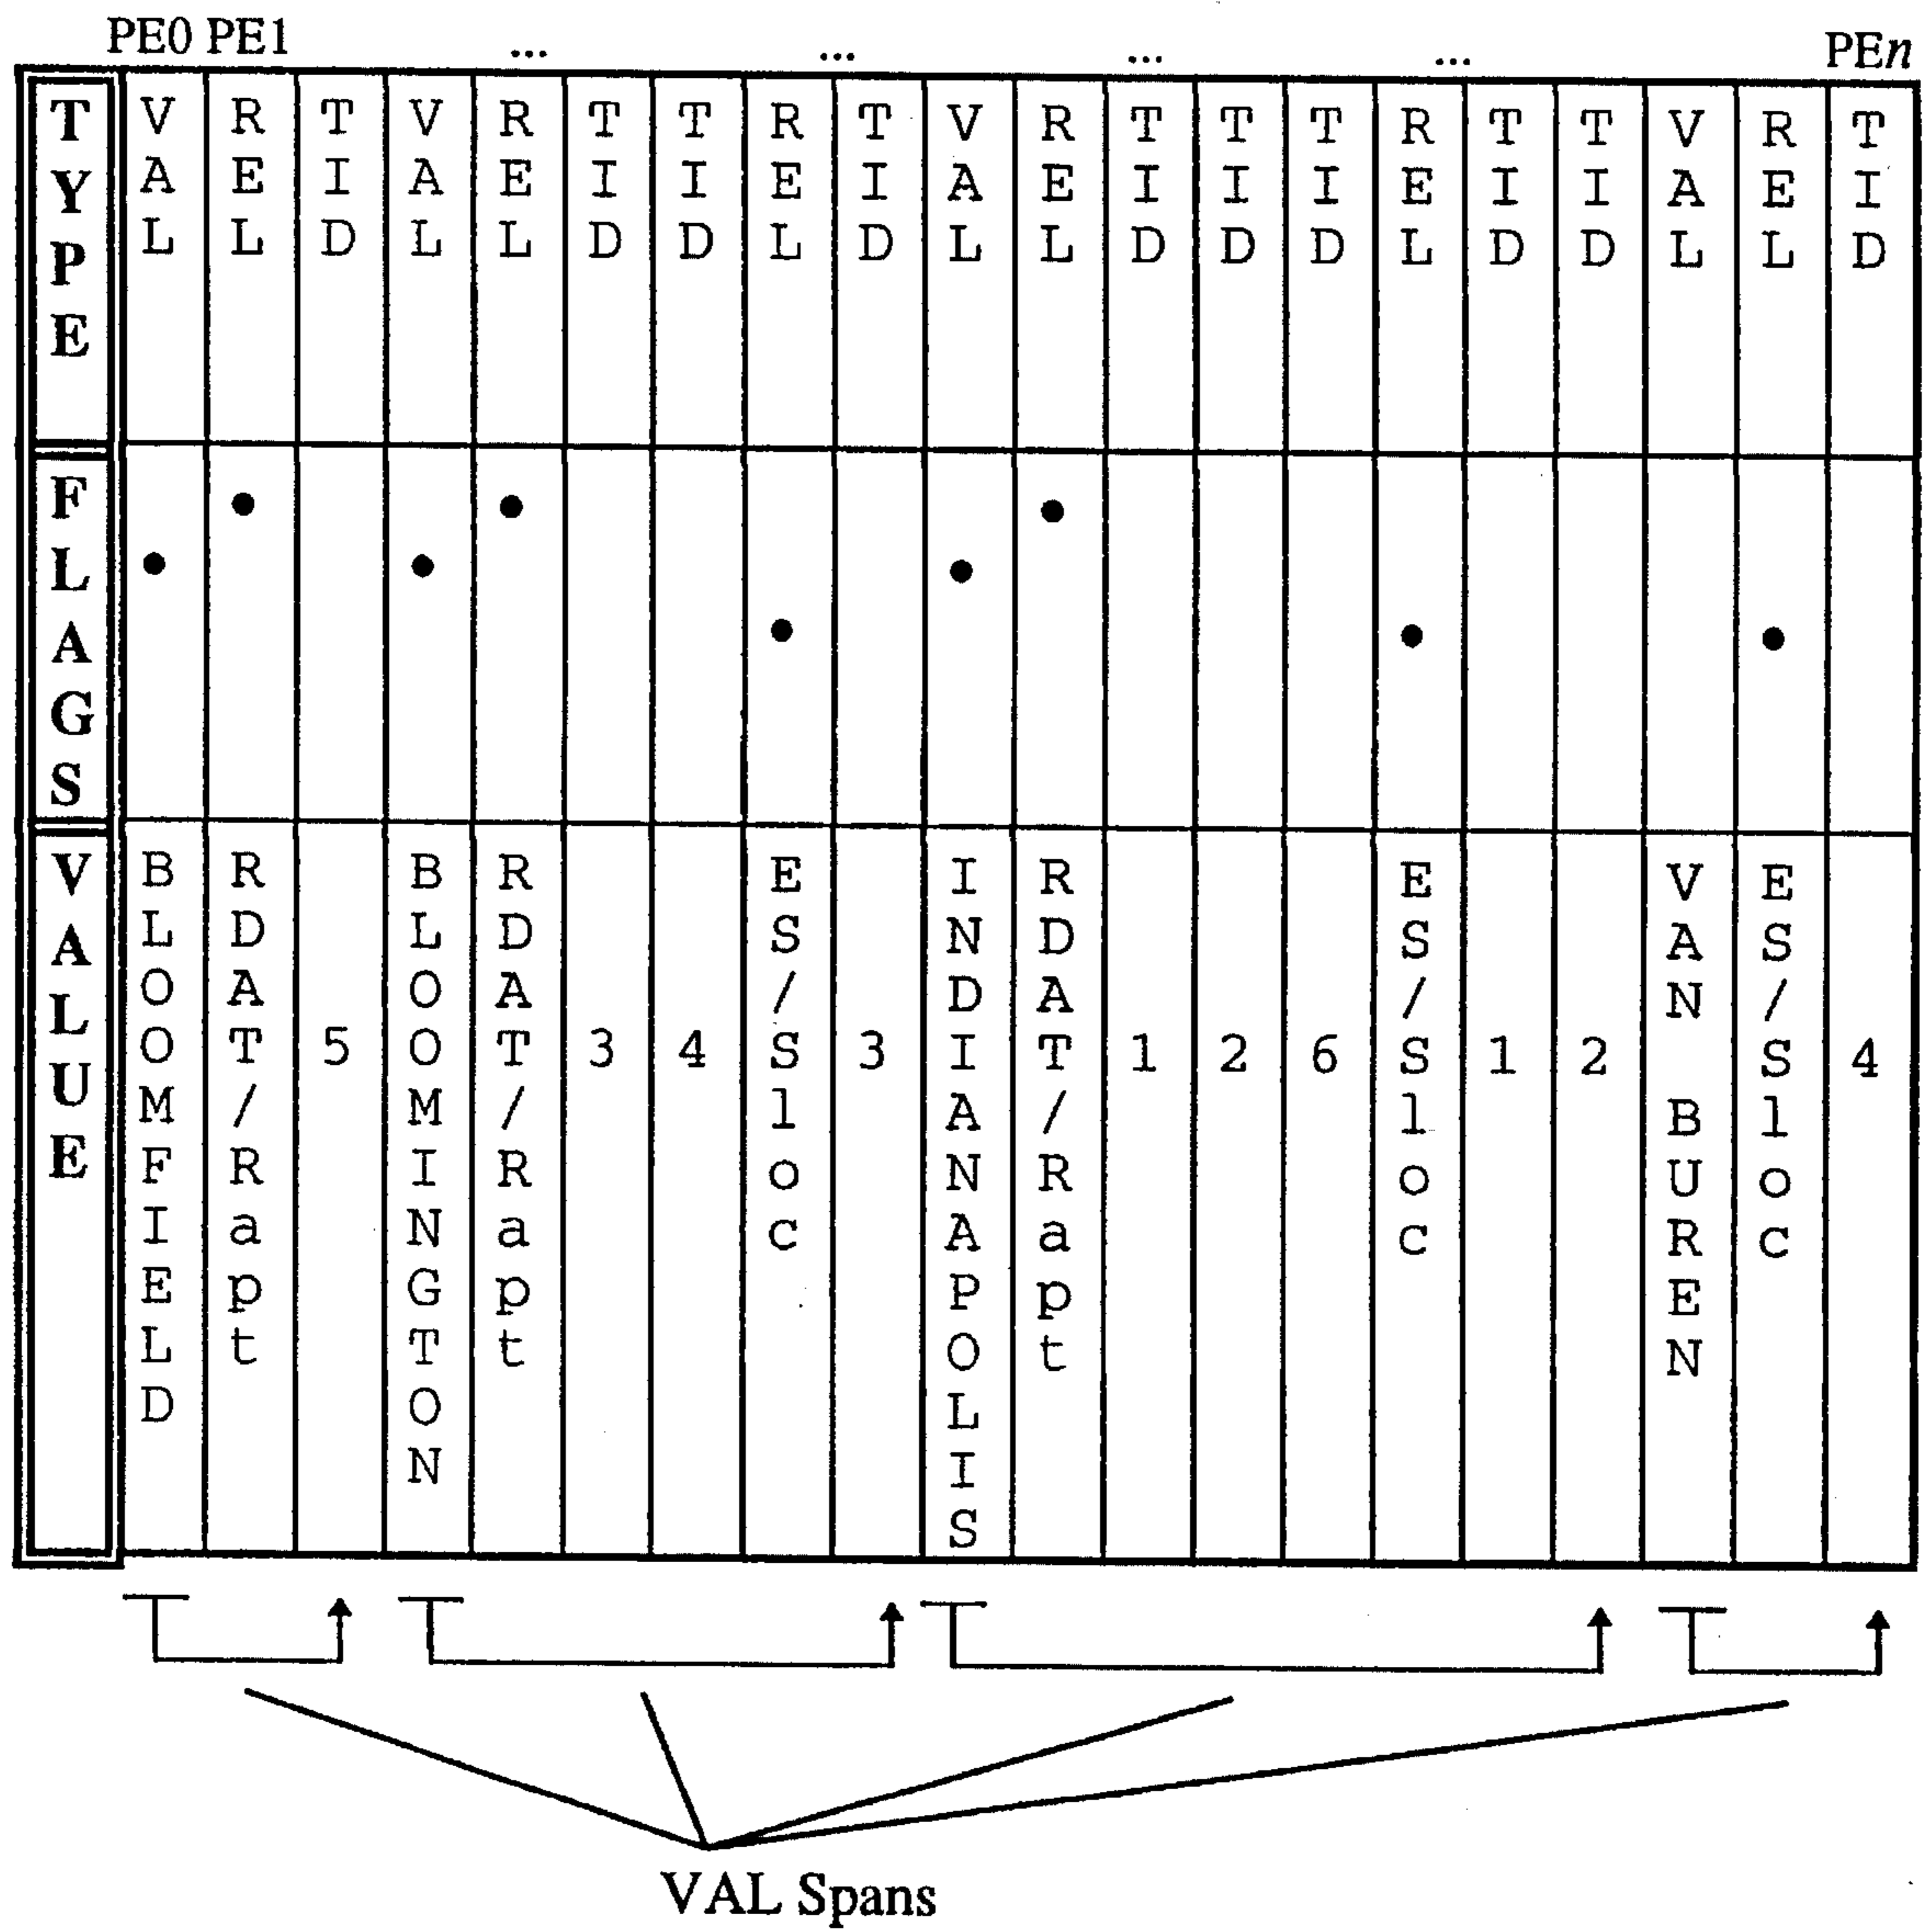 PE0 PE1 ... ... ... ... PEn
TYPE VAL REL TID VAL REL TID TID REL TID VAL REL TID TID TID REL TID TID VAL REL TID
FLAGS
VALUE BLOOMFIELD RDAT/Rapt 5 BLOOMINGTON RDAT/Rapt 3 4 ES/Sloc 3 INDIANAPOLIS RDAT/Rapt 1 2 6 ES/Sloc 1 2 VAN BUREN ES/Sloc 4
VAL Spans